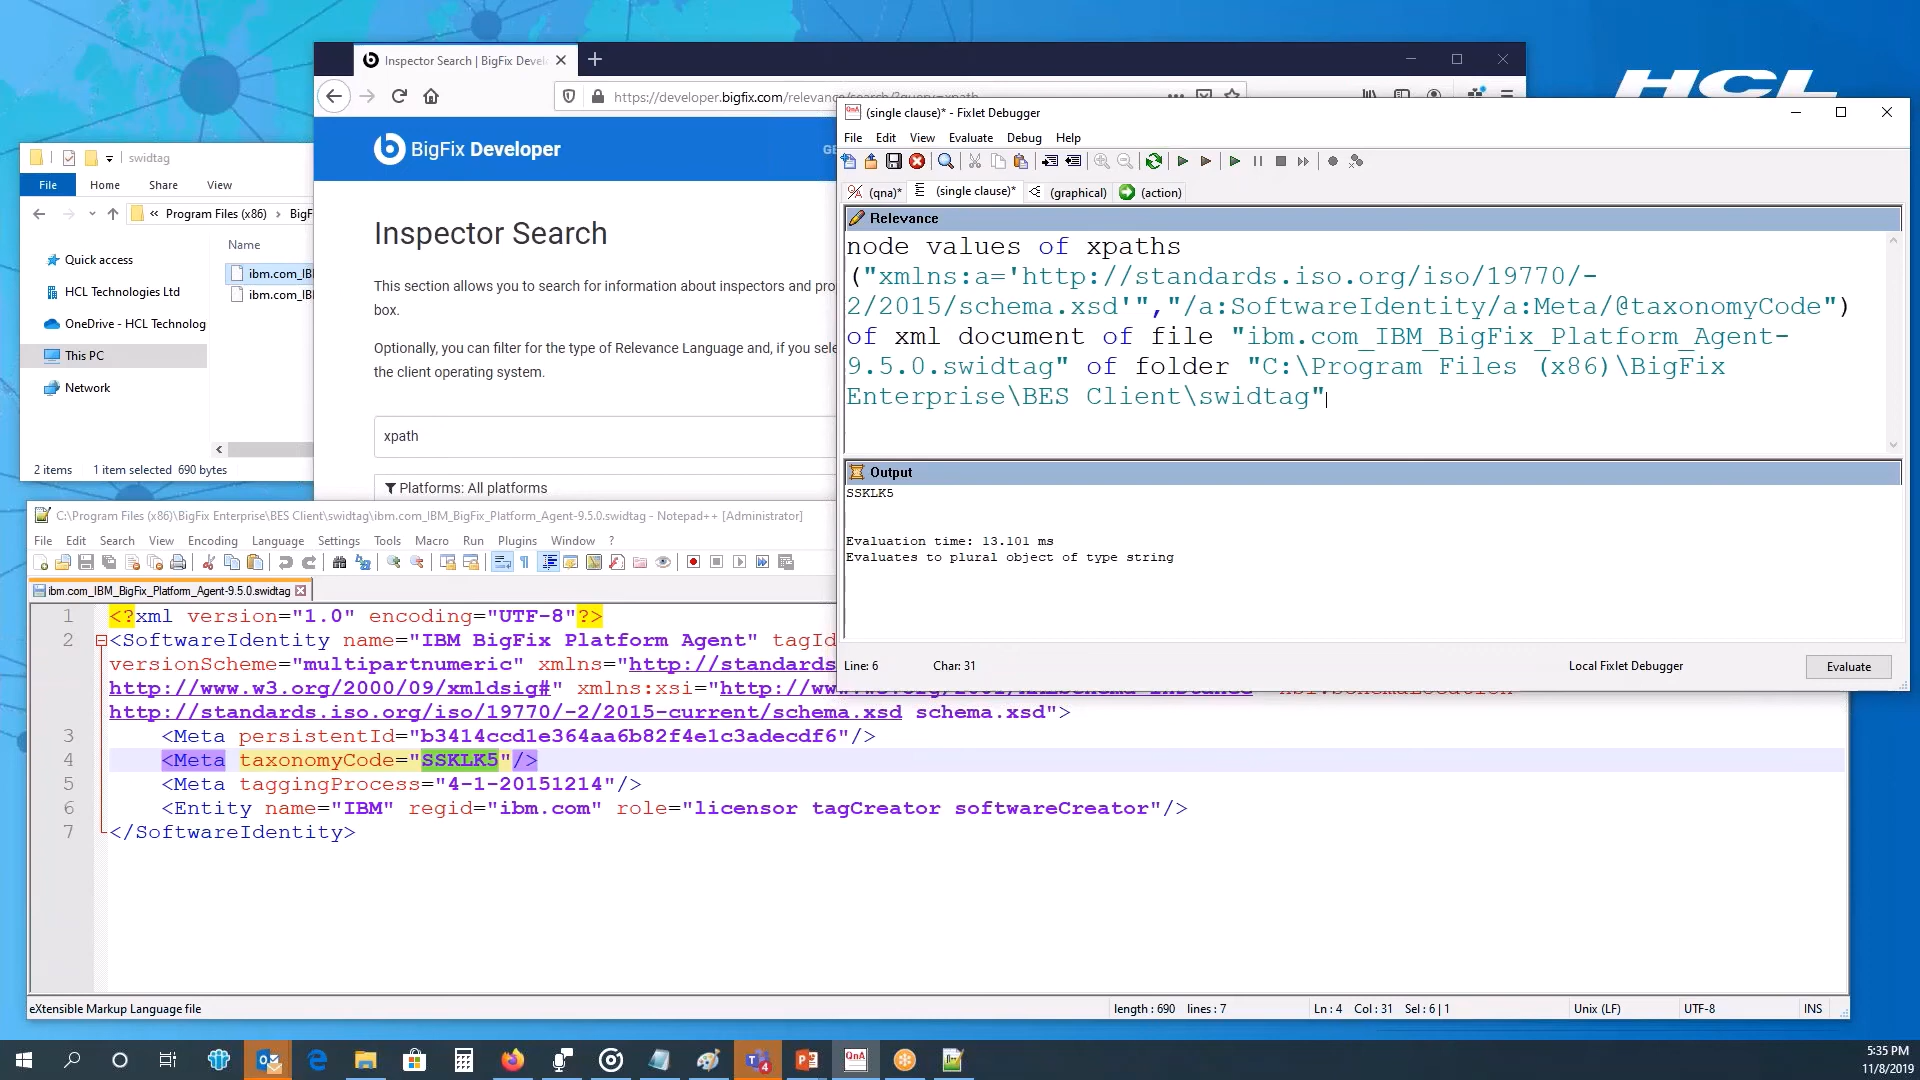 HCL
Inspector Search | BigFix Devel
https://developer.bigfix.com/relevance/search/?query=xpath
BigFix Developer
GE
Inspector Search
This section allows you to search for information about inspectors and pro
box.
Optionally, you can filter for the type of Relevance Language and, if you sele
the client operating system.
xpath
Platforms: All platforms
swidtag
File Home Share View
« Program Files (x86) › BigF
Name
Quick access
HCL Technologies Ltd
OneDrive - HCL Technolog
This PC
Network
ibm.com_IB
ibm.com_IB
2 items 1 item selected 690 bytes
(single clause)* - Fixlet Debugger
File Edit View Evaluate Debug Help
(qna)* (single clause)* (graphical) (action)
Relevance
node values of xpaths
("xmlns:a='http://standards.iso.org/iso/19770/-
2/2015/schema.xsd'","/a:SoftwareIdentity/a:Meta/@taxonomyCode")
of xml document of file "ibm.com_IBM_BigFix_Platform_Agent-
9.5.0.swidtag" of folder "C:\Program Files (x86)\BigFix
Enterprise\BES Client\swidtag"
Output
SSKLK5
Evaluation time: 13.101 ms
Evaluates to plural object of type string
Line: 6 Char: 31 Local Fixlet Debugger Evaluate
C:\Program Files (x86)\BigFix Enterprise\BES Client\swidtag\ibm.com_IBM_BigFix_Platform_Agent-9.5.0.swidtag - Notepad++ [Administrator]
File Edit Search View Encoding Language Settings Tools Macro Run Plugins Window ?
ibm.com_IBM_BigFix_Platform_Agent-9.5.0.swidtag
1 <?xml version="1.0" encoding="UTF-8"?>
2 <SoftwareIdentity name="IBM BigFix Platform Agent" tagId
versionScheme="multipartnumeric" xmlns="http://standards
http://www.w3.org/2000/09/xmldsig#" xmlns:xsi="http://ww
http://standards.iso.org/iso/19770/-2/2015-current/schema.xsd schema.xsd">
3 <Meta persistentId="b3414ccd1e364aa6b82f4e1c3adecdf6"/>
4 <Meta taxonomyCode="SSKLK5"/>
5 <Meta taggingProcess="4-1-20151214"/>
6 <Entity name="IBM" regid="ibm.com" role="licensor tagCreator softwareCreator"/>
7 </SoftwareIdentity>
eXtensible Markup Language file length : 690 lines : 7 Ln : 4 Col : 31 Sel : 6 | 1 Unix (LF) UTF-8 INS
5:35 PM
11/8/2019